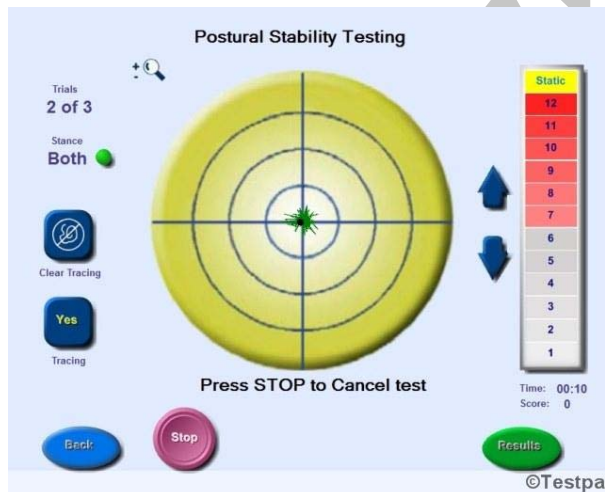 Postural Stability Testing
+
-
Trials
2 of 3
Stance
Both
Clear Tracing
Yes
Tracing
Static
12
11
10
9
8
7
6
5
4
3
2
1
Press STOP to Cancel test
Time: 00:10
Score: 0
Back
Stop
Results
©Testpa